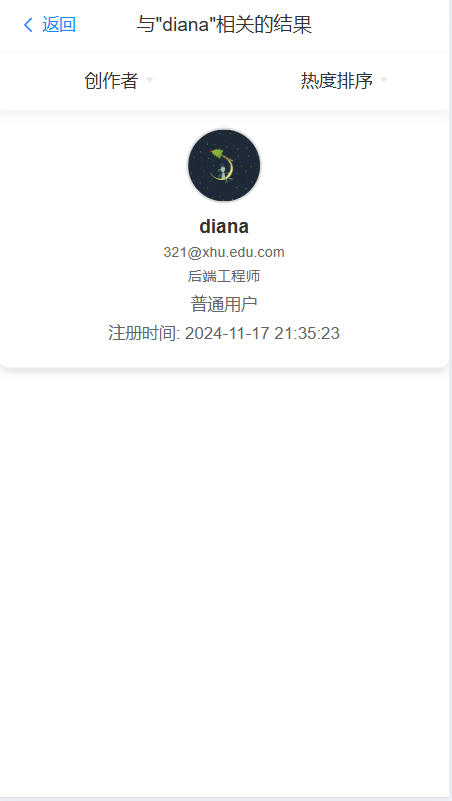 返回
与"diana"相关的结果
创作者
热度排序
diana
321@xhu.edu.com
后端工程师
普通用户
注册时间: 2024-11-17 21:35:23